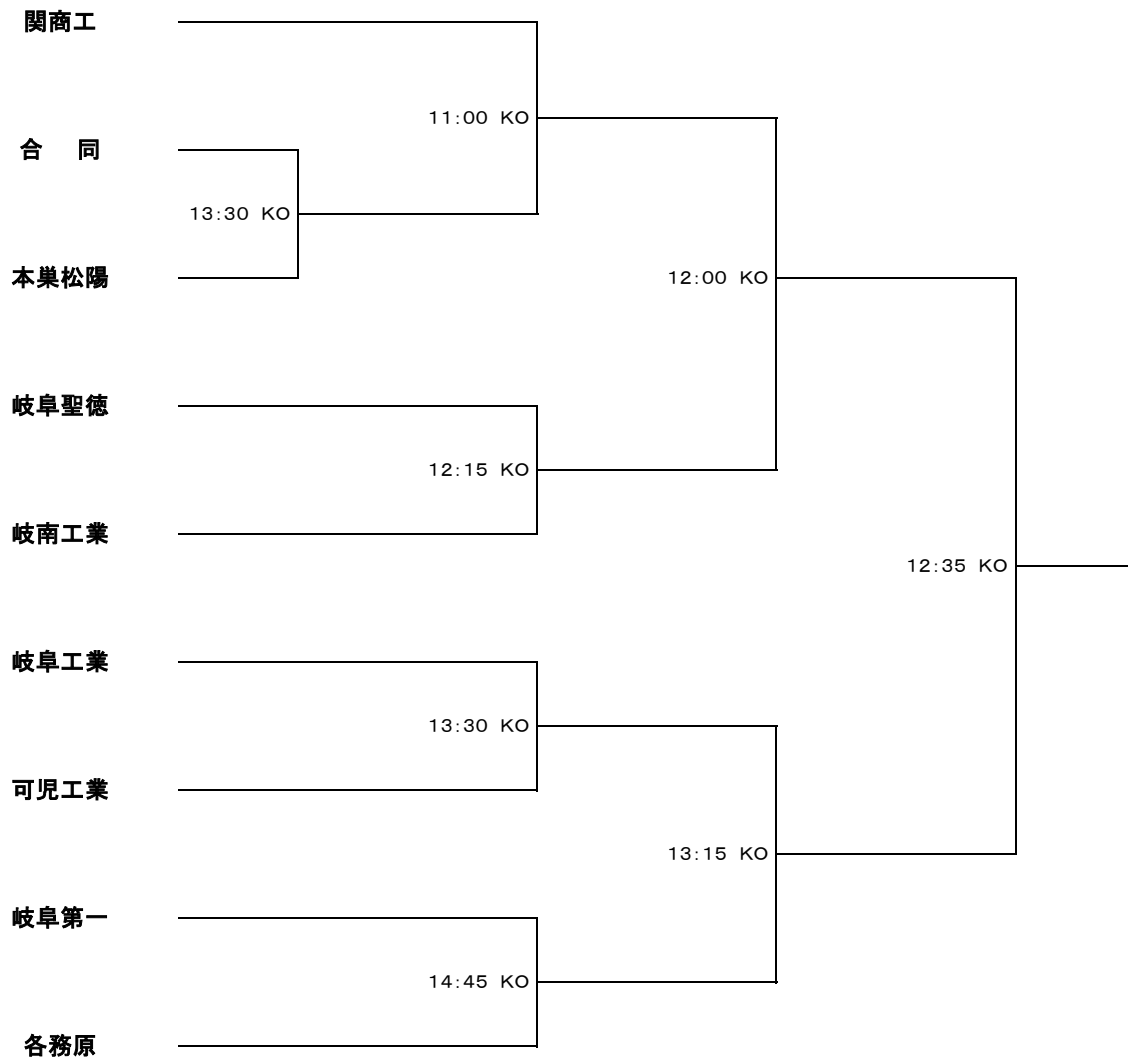 関商工
11:00 KO
合 同
13:30 KO
本巣松陽
12:00 KO
岐阜聖徳
12:15 KO
岐南工業
12:35 KO
岐阜工業
13:30 KO
可児工業
13:15 KO
岐阜第一
14:45 KO
各務原